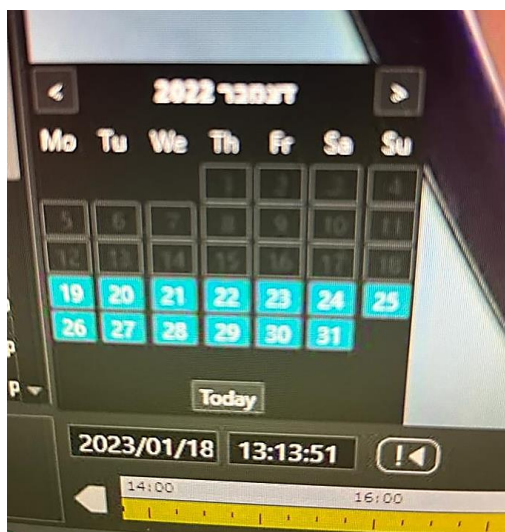 < דצמבר 2022 >
Mo Tu We Th Fr Sa Su
1 2 3 4
5 6 7 8 9 10 11
12 13 14 15 16 17 18
19 20 21 22 23 24 25
26 27 28 29 30 31
Today
P
P
2023/01/18 13:13:51 !
14:00 16:00